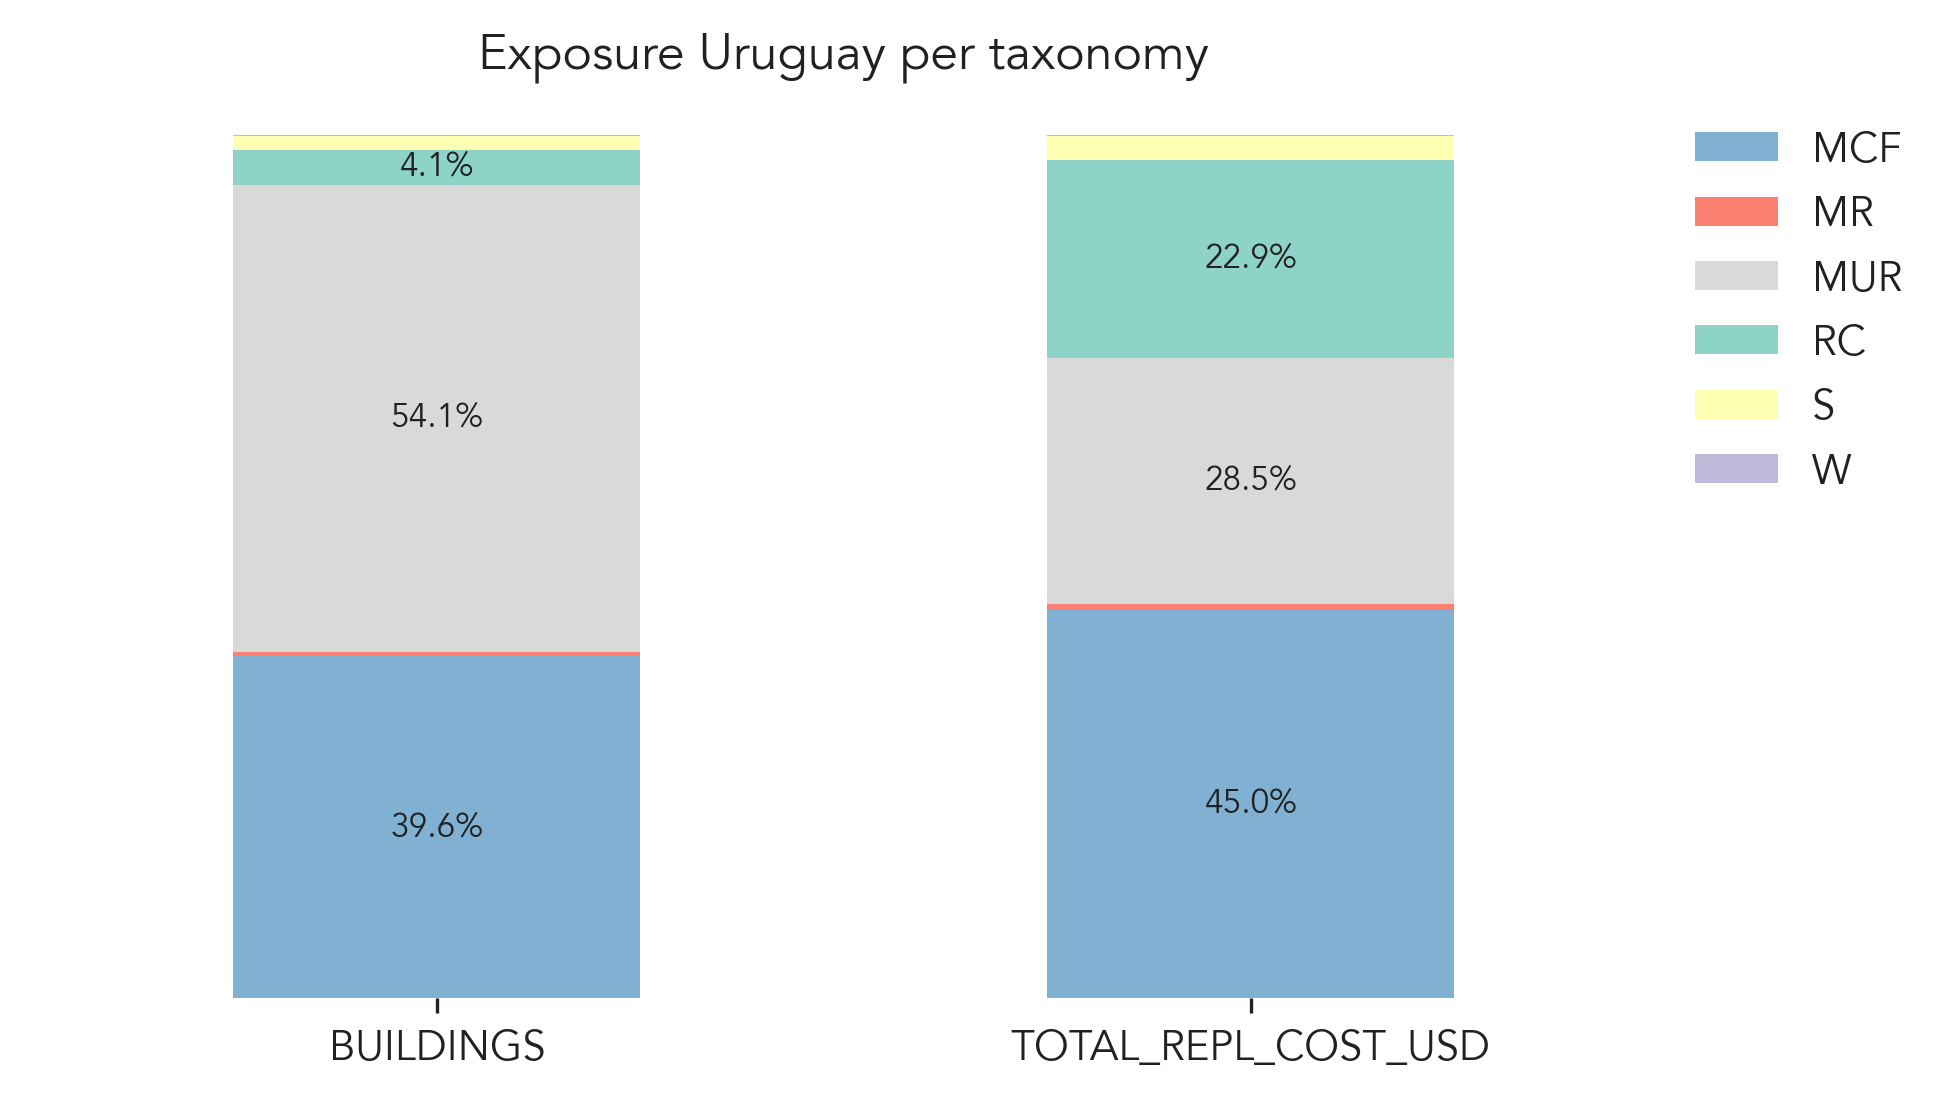 Exposure Uruguay per taxonomy
4.1%
54.1%
39.6%
22.9%
28.5%
45.0%
BUILDINGS
TOTAL_REPL_COST_USD
MCF
MR
MUR
RC
S
W